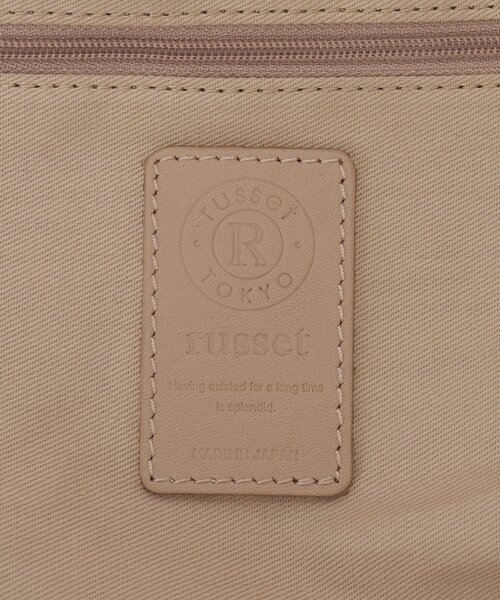 russet
R
TOKYO
russet
Having existed for a long time
is splendid.
MADE IN JAPAN